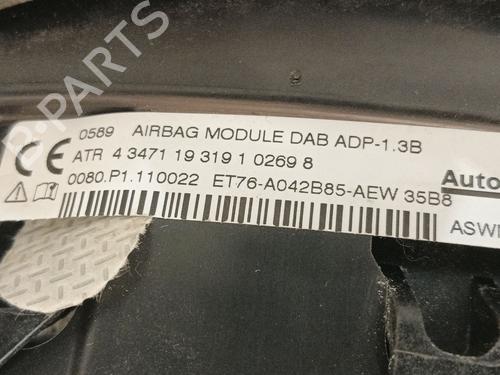 B-PARTS
0589 AIRBAG MODULE DAB ADP-1.3B
CE ATR 4 3471 19 319 1 0269 8
0080.P1.110022 ET76-A042B85-AEW 35B8
Auto